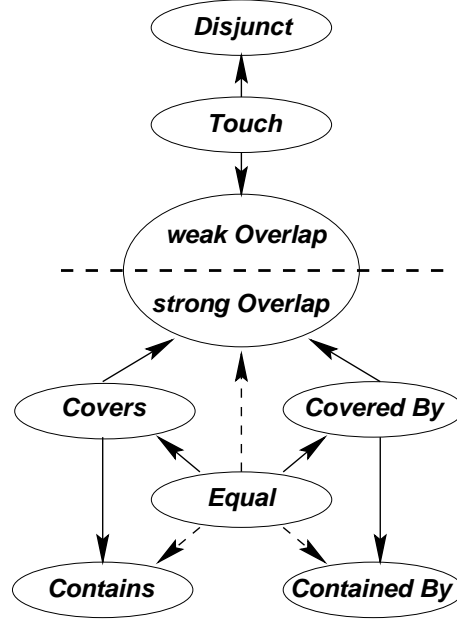 Disjunct
Touch
weak Overlap
strong Overlap
Covers
Covered By
Equal
Contains
Contained By